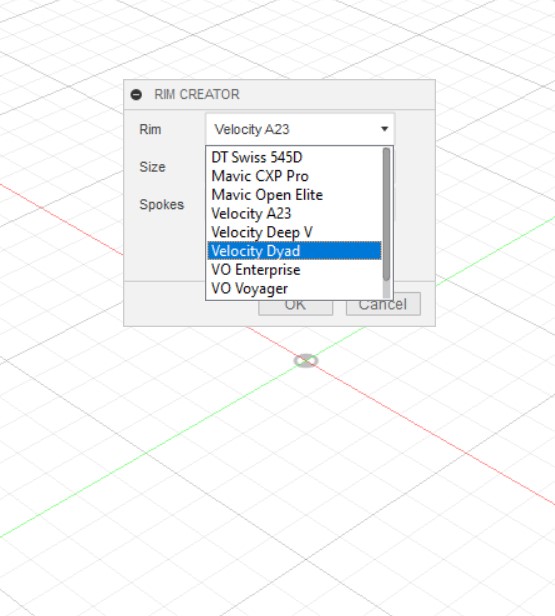 RIM CREATOR
Rim
Velocity A23
Size
Spokes
DT Swiss 545D
Mavic CXP Pro
Mavic Open Elite
Velocity A23
Velocity Deep V
Velocity Dyad
VO Enterprise
VO Voyager
OK
Cancel